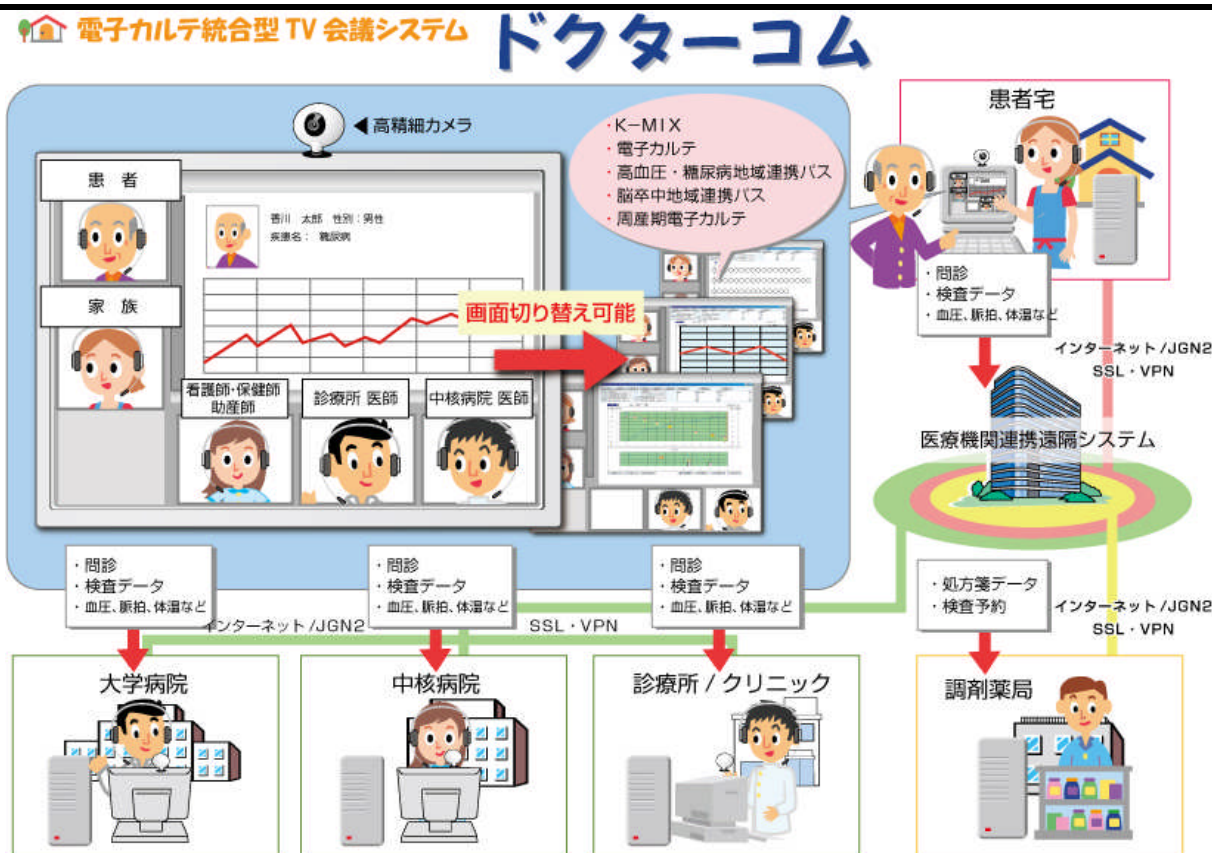 電子カルテ統合型 TV 会議システム
ドクターコム
高精細カメラ
患 者
香川 太郎 性別：男性
疾患名： 糖尿病
家 族
画面切り替え可能
看護師・保健師
助産師
診療所 医師
中核病院 医師
・K-MIX
・電子カルテ
・高血圧・糖尿病地域連携パス
・脳卒中地域連携パス
・周産期電子カルテ
患者宅
・問診
・検査データ
・血圧、脈拍、体温など
インターネット/JGN2
SSL・VPN
医療機関連携遠隔システム
・問診
・検査データ
・血圧、脈拍、体温など
・問診
・検査データ
・血圧、脈拍、体温など
・問診
・検査データ
・血圧、脈拍、体温など
・処方箋データ
・検査予約
インターネット/JGN2
SSL・VPN
インターネット/JGN2
SSL・VPN
大学病院
中核病院
診療所 / クリニック
調剤薬局